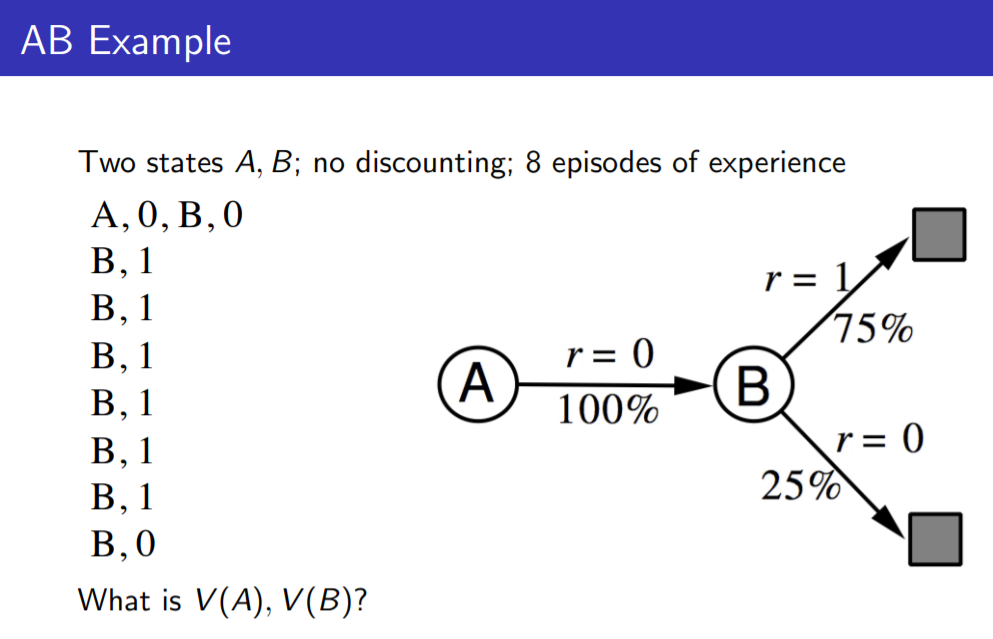 AB Example
Two states A, B; no discounting; 8 episodes of experience
A, 0, B, 0
B, 1
B, 1
B, 1
B, 1
B, 1
B, 1
B, 0
r = 1
75%
A
r = 0
100%
B
r = 0
25%
What is V(A), V(B)?